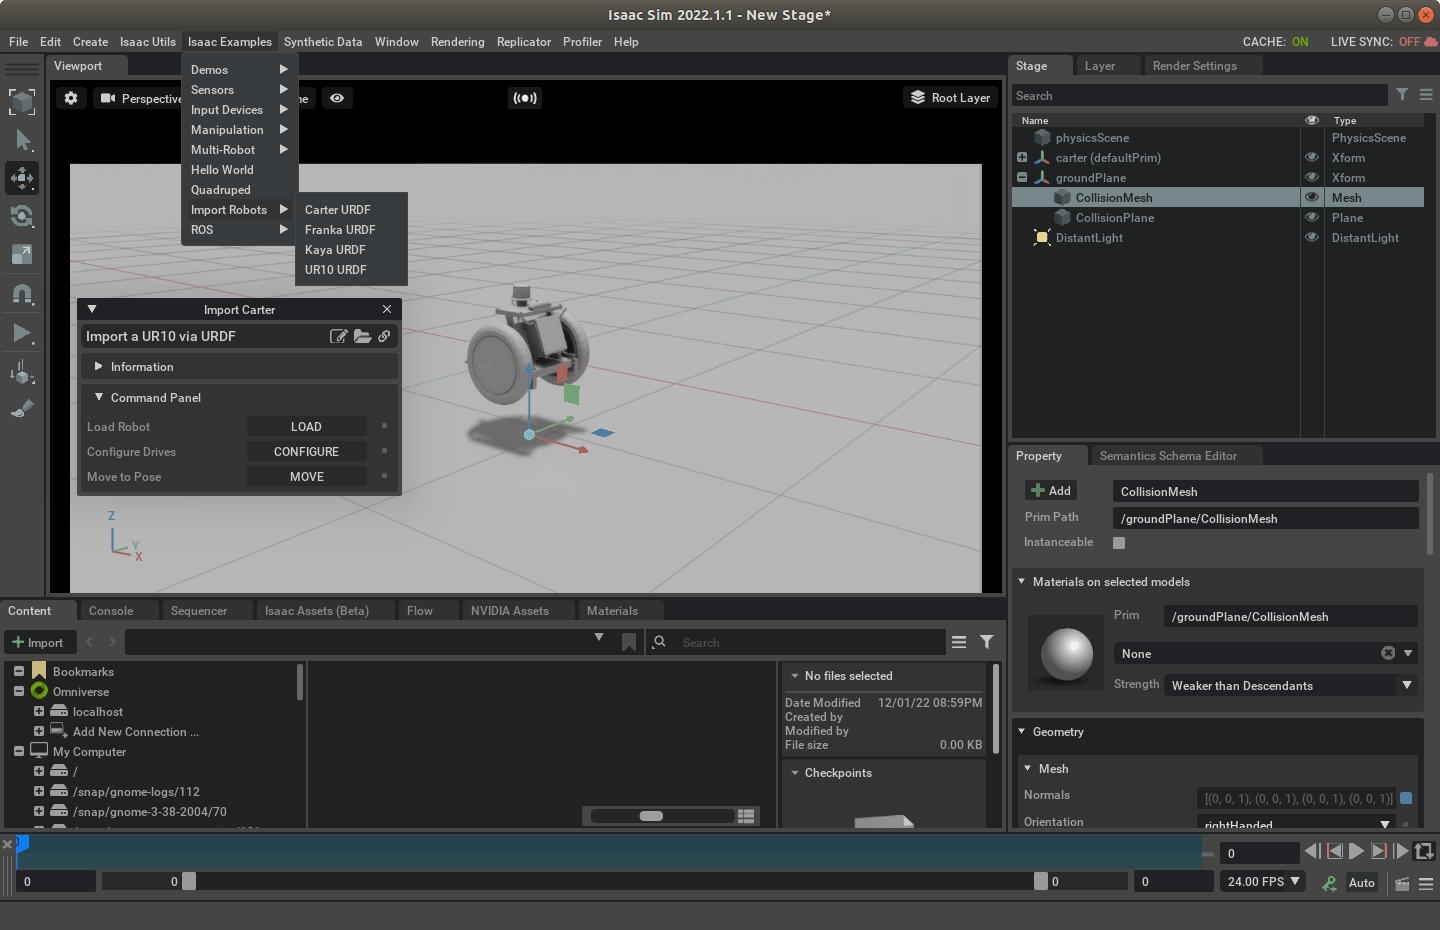 Isaac Sim 2022.1.1 - New Stage*
File Edit Create Isaac Utils Isaac Examples Synthetic Data Window Rendering Replicator Profiler Help CACHE: ON LIVE SYNC: OFF
Viewport
Perspective
Root Layer
Demos
Sensors
Input Devices
Manipulation
Multi-Robot
Hello World
Quadruped
Import Robots
ROS
Carter URDF
Franka URDF
Kaya URDF
UR10 URDF
Import Carter
Import a UR10 via URDF
Information
Command Panel
Load Robot LOAD
Configure Drives CONFIGURE
Move to Pose MOVE
Z
Y
X
Stage Layer Render Settings
Search
Name Type
physicsScene PhysicsScene
carter (defaultPrim) Xform
groundPlane Xform
CollisionMesh Mesh
CollisionPlane Plane
DistantLight DistantLight
Property Semantics Schema Editor
Add CollisionMesh
Prim Path /groundPlane/CollisionMesh
Instanceable
Materials on selected models
Prim /groundPlane/CollisionMesh
None
Strength Weaker than Descendants
Geometry
Mesh
Normals [(0, 0, 1), (0, 0, 1), (0, 0, 1), (0, 0, 1)]
Orientation rightHanded
Content Console Sequencer Isaac Assets (Beta) Flow NVIDIA Assets Materials
Import Search
Bookmarks
Omniverse
localhost
Add New Connection ...
My Computer
/
/snap/gnome-logs/112
/snap/gnome-3-38-2004/70
No files selected
Date Modified 12/01/22 08:59PM
Created by
Modified by
File size 0.00 KB
Checkpoints
0
0 0 0 0 24.00 FPS Auto